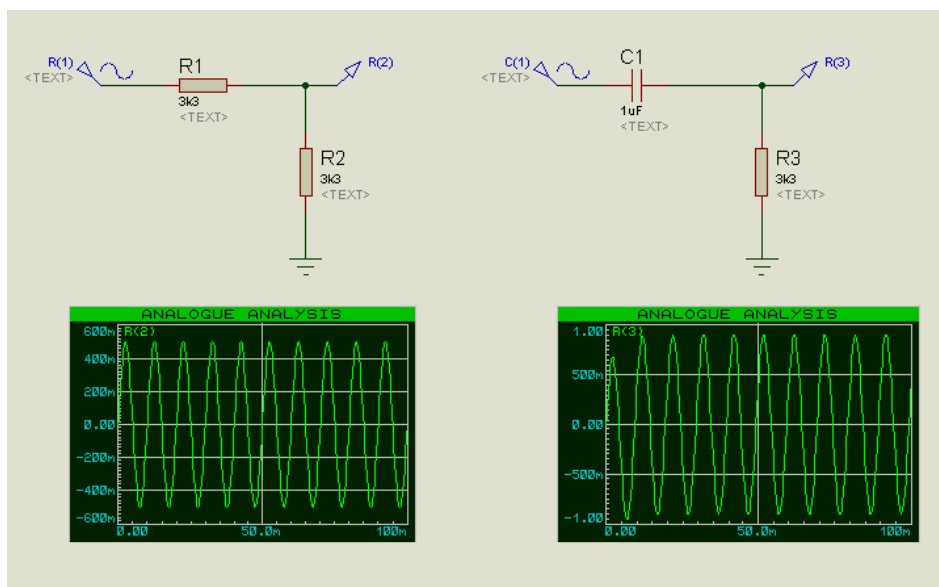 R(1)
<TEXT>
R1
3k3
<TEXT>
R(2)
R2
3k3
<TEXT>
C(1)
<TEXT>
C1
1uF
<TEXT>
R(3)
R3
3k3
<TEXT>
ANALOGUE ANALYSIS
R(2)
600m
400m
200m
0.00
-200m
-400m
-600m
0.00 50.0m 100m
ANALOGUE ANALYSIS
R(3)
1.00
500m
0.00
-500m
-1.00
0.00 50.0m 100m